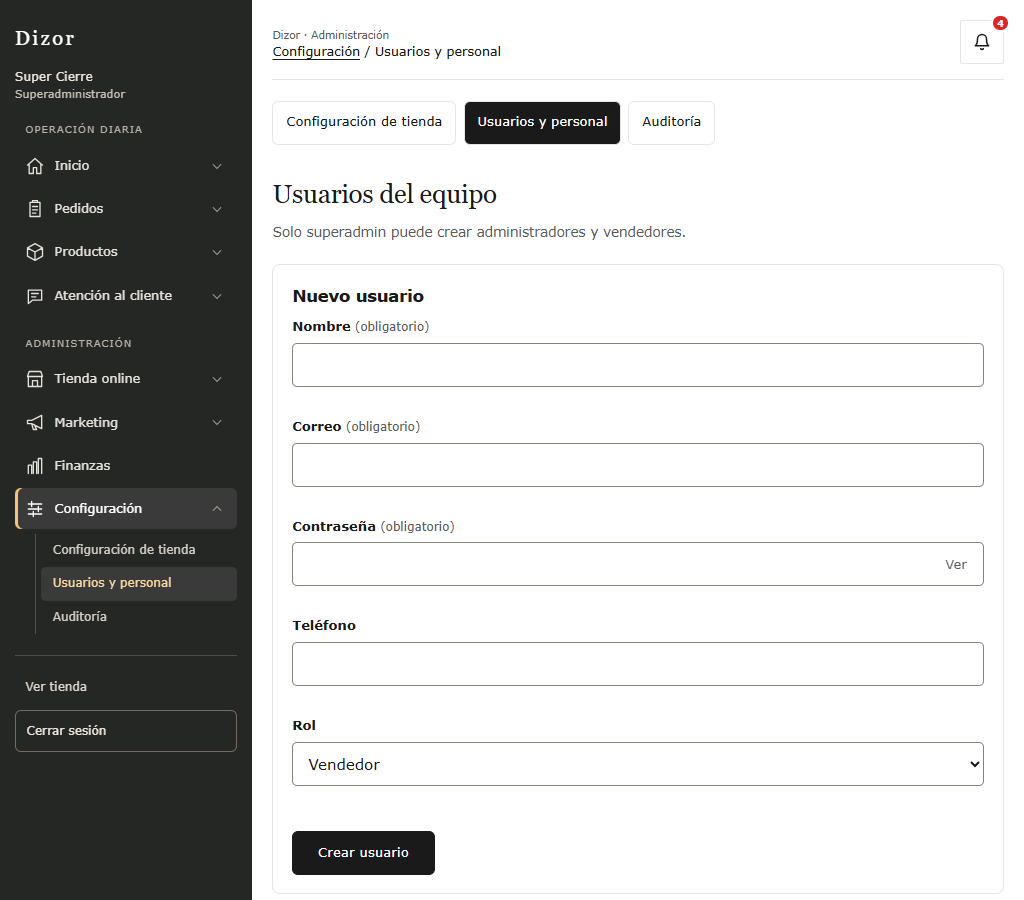 Dizor
Super Cierre
Superadministrador
OPERACIÓN DIARIA
Inicio
Pedidos
Productos
Atención al cliente
ADMINISTRACIÓN
Tienda online
Marketing
Finanzas
Configuración
Configuración de tienda
Usuarios y personal
Auditoría
Ver tienda
Cerrar sesión
Dizor · Administración
Configuración / Usuarios y personal
4
Configuración de tienda
Usuarios y personal
Auditoría
Usuarios del equipo
Solo superadmin puede crear administradores y vendedores.
Nuevo usuario
Nombre (obligatorio)
Correo (obligatorio)
Contraseña (obligatorio)
Ver
Teléfono
Rol
Vendedor
Crear usuario